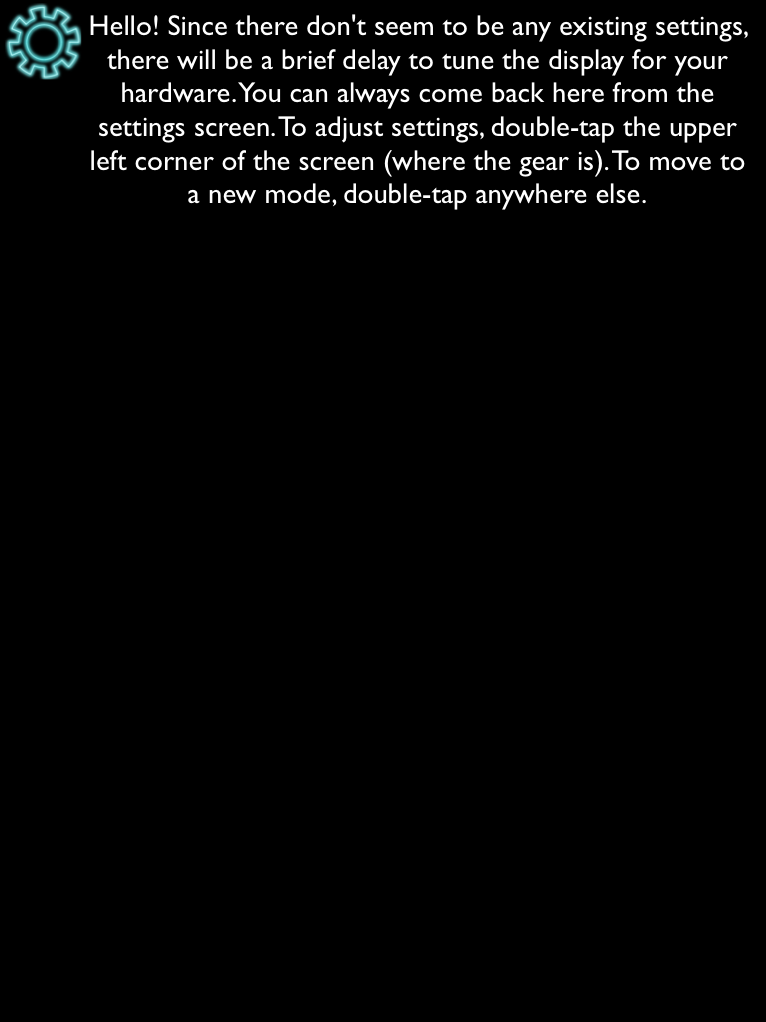 Hello! Since there don't seem to be any existing settings,
there will be a brief delay to tune the display for your
hardware. You can always come back here from the
settings screen. To adjust settings, double-tap the upper
left corner of the screen (where the gear is). To move to
a new mode, double-tap anywhere else.